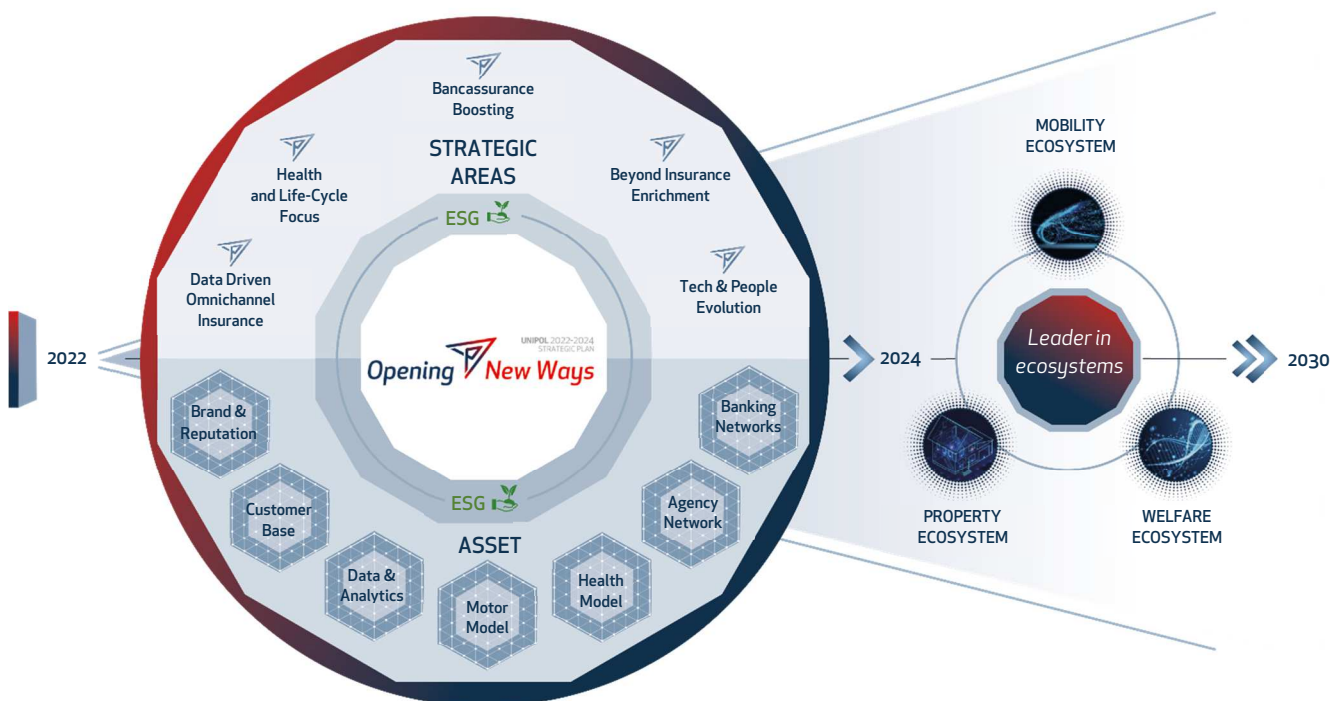 Bancassurance
Boosting
STRATEGIC
AREAS
Health
and Life-Cycle
Focus
Beyond Insurance
Enrichment
Data Driven
Omnichannel
Insurance
Tech & People
Evolution
ESG
UNIPOL 2022-2024
STRATEGIC PLAN
Opening New Ways
2022
2024
2030
Brand &
Reputation
Customer
Base
Data &
Analytics
Motor
Model
Health
Model
Agency
Network
Banking
Networks
ESG
ASSET
MOBILITY
ECOSYSTEM
Leader in
ecosystems
PROPERTY
ECOSYSTEM
WELFARE
ECOSYSTEM